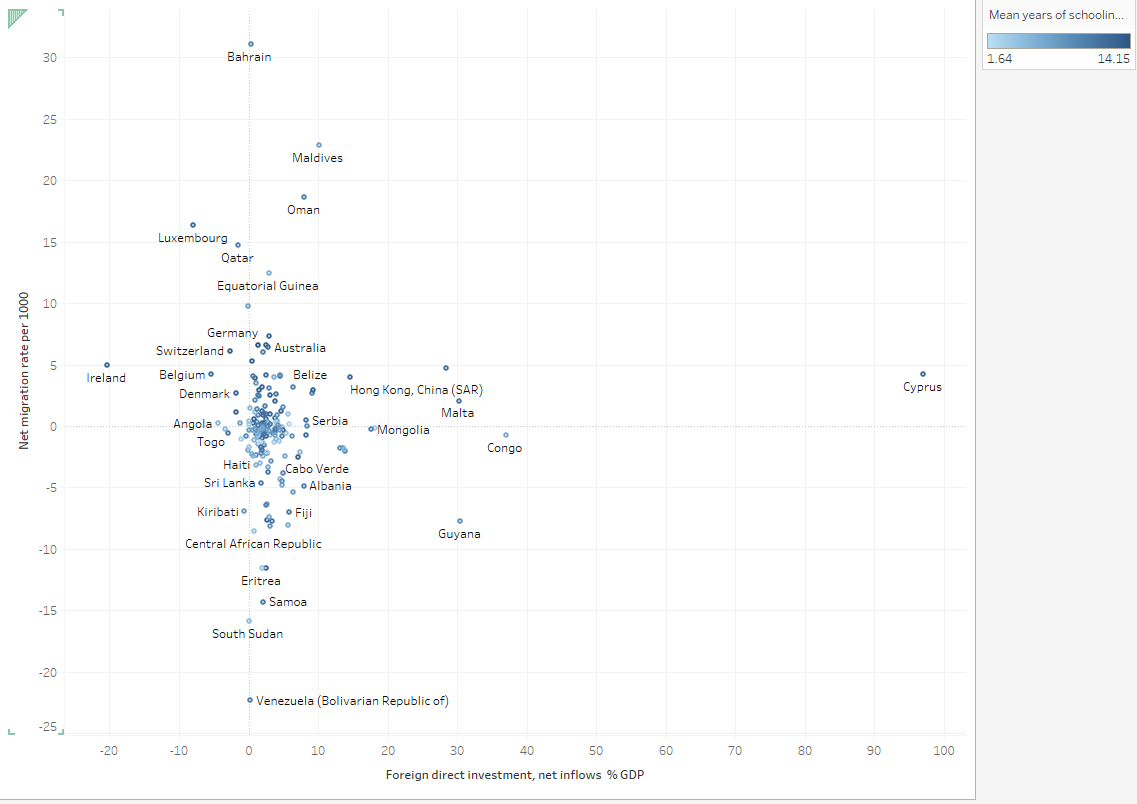 Mean years of schoolin...
1.64 14.15
30
25
20
15
10
5
0
-5
-10
-15
-20
-25
Net migration rate per 1000
Bahrain
Maldives
Oman
Luxembourg
Qatar
Equatorial Guinea
Germany
Australia
Switzerland
Ireland
Belgium
Belize
Cyprus
Denmark
Hong Kong, China (SAR)
Malta
Angola
Serbia
Mongolia
Togo
Congo
Haiti
Cabo Verde
Sri Lanka
Albania
Kiribati
Fiji
Guyana
Central African Republic
Eritrea
Samoa
South Sudan
Venezuela (Bolivarian Republic of)
-20 -10 0 10 20 30 40 50 60 70 80 90 100
Foreign direct investment, net inflows % GDP